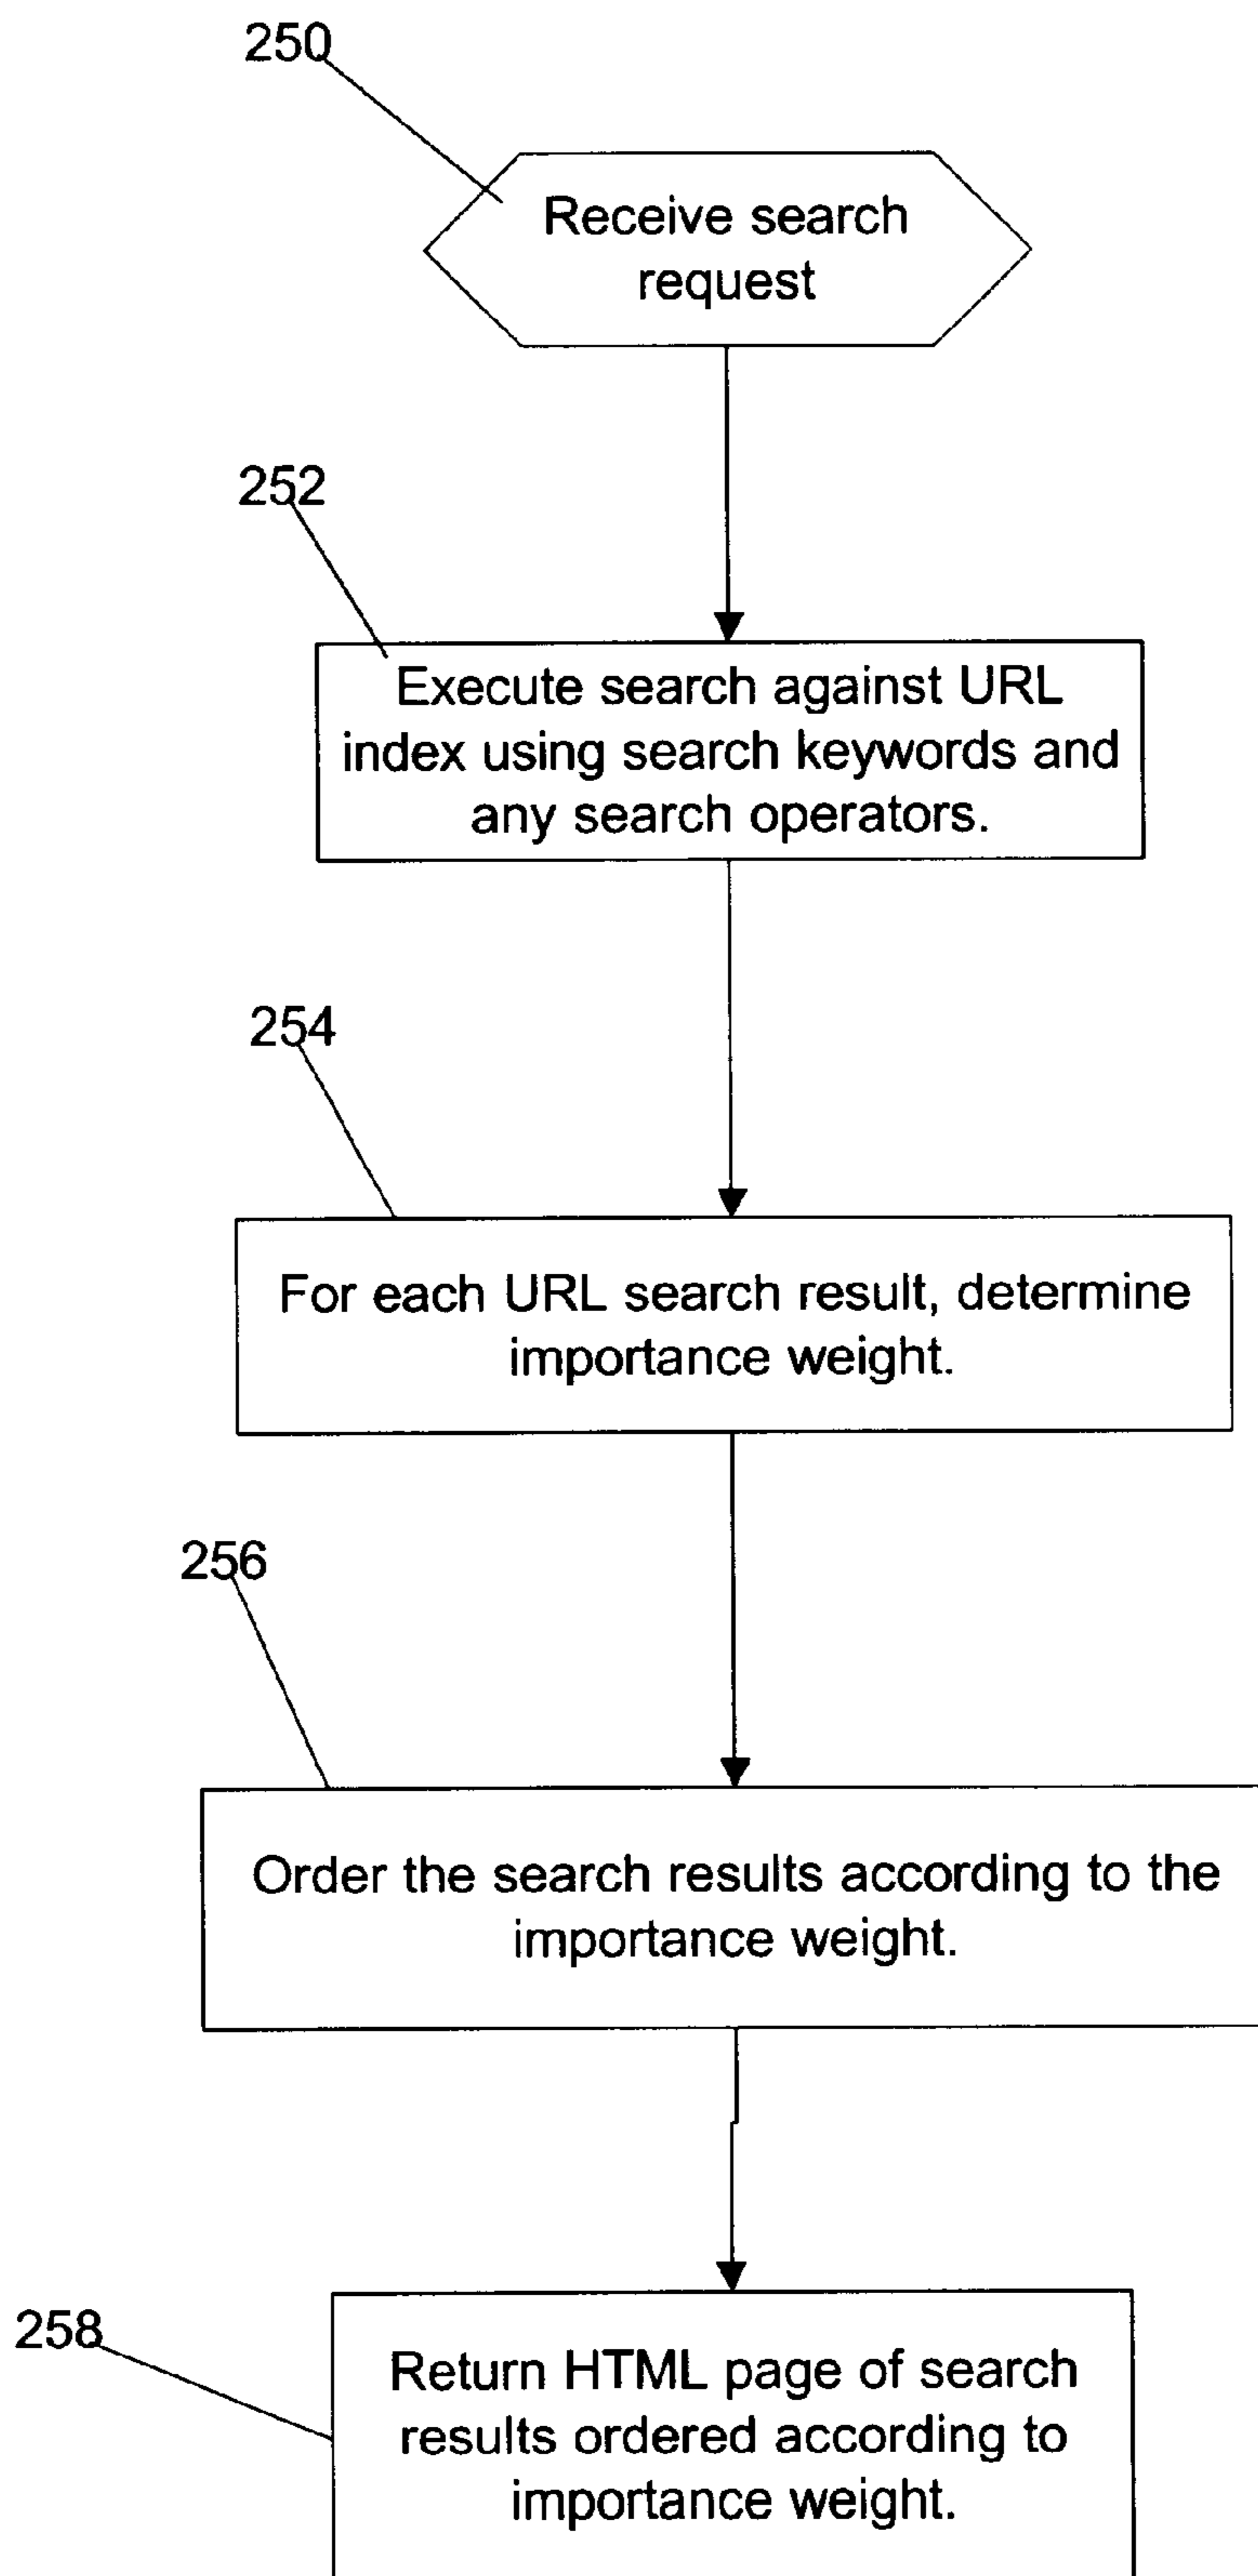 250
Receive search
request
252
Execute search against URL
index using search keywords and
any search operators.
254
For each URL search result, determine
importance weight.
256
Order the search results according to the
importance weight.
258
Return HTML page of search
results ordered according to
importance weight.